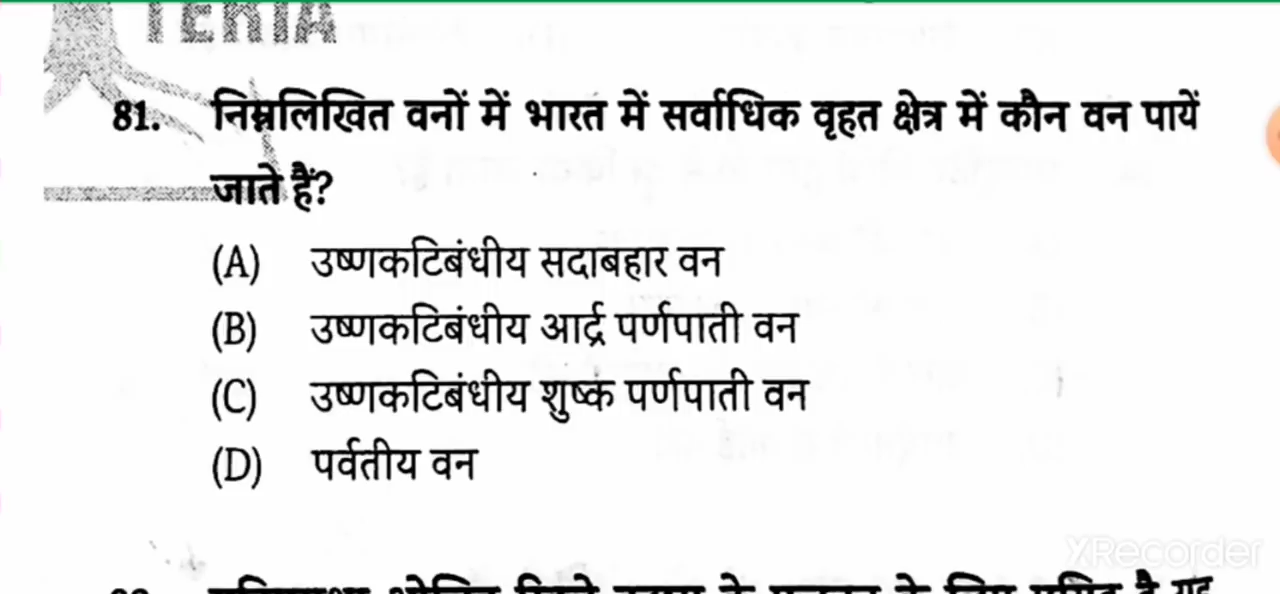 TERIA
81. निम्नलिखित वनों में भारत में सर्वाधिक वृहत क्षेत्र में कौन वन पायें
जाते हैं?
(A) उष्णकटिबंधीय सदाबहार वन
(B) उष्णकटिबंधीय आर्द्र पर्णपाती वन
(C) उष्णकटिबंधीय शुष्क पर्णपाती वन
(D) पर्वतीय वन
XRecorder